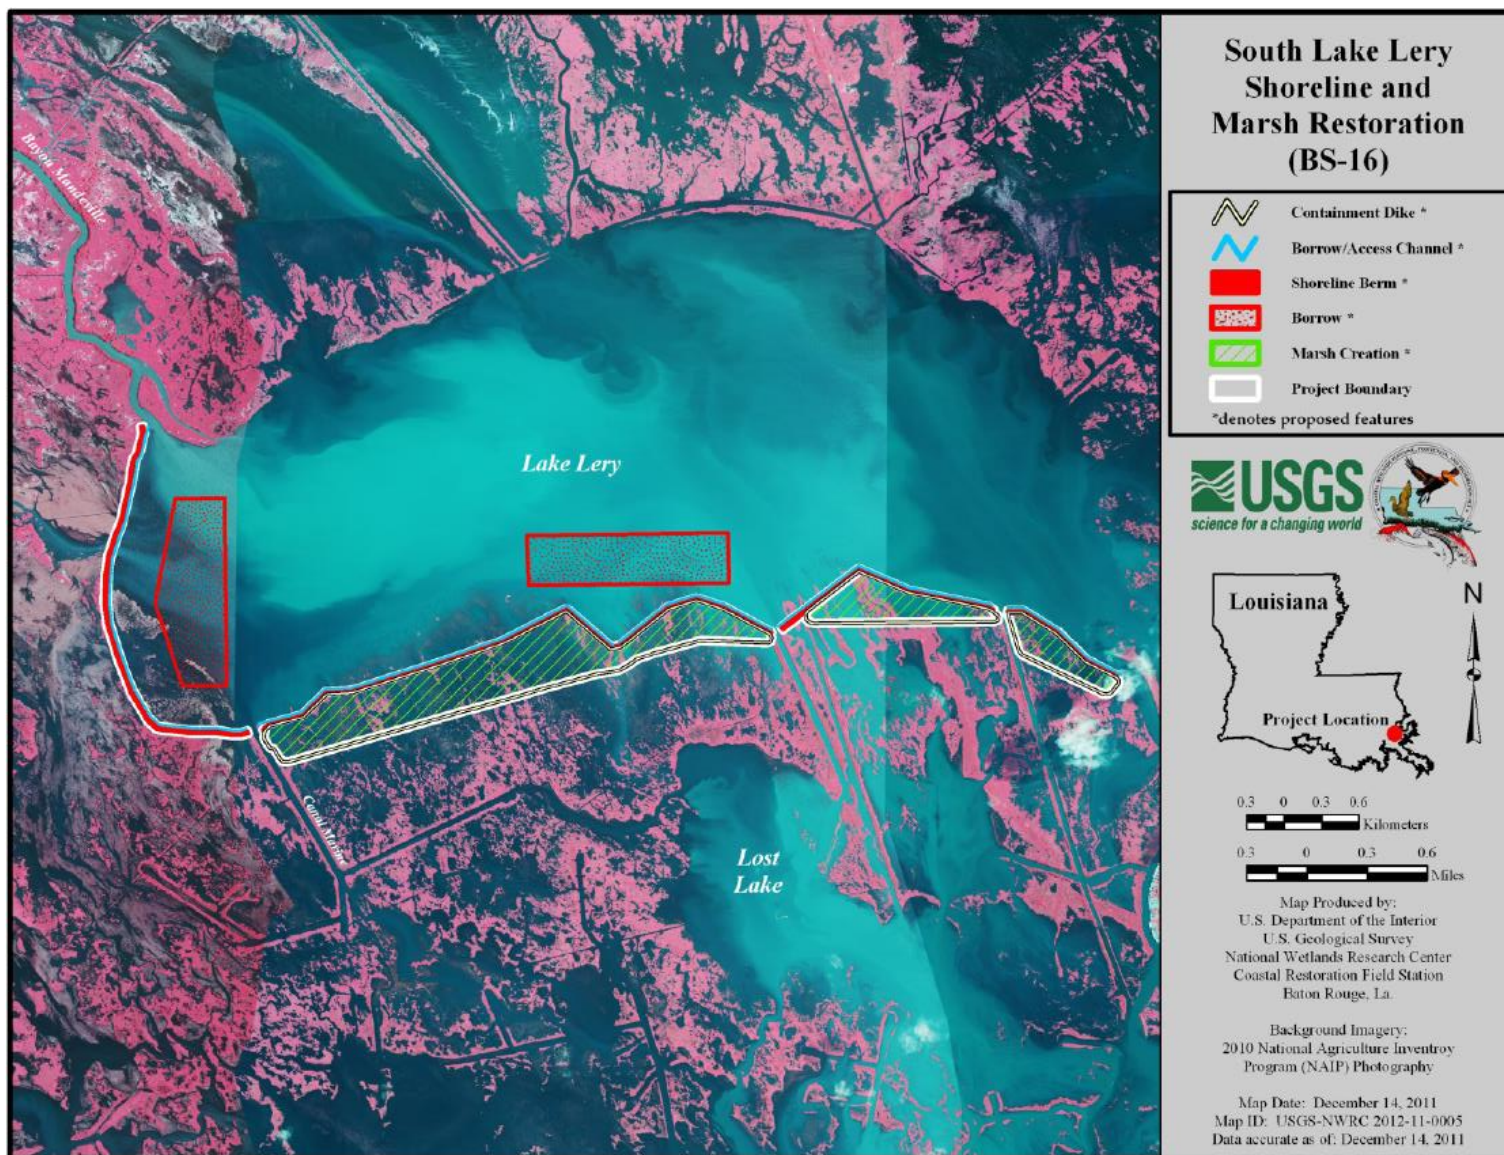 South Lake Lery
Shoreline and
Marsh Restoration
(BS-16)
Containment Dike *
Borrow/Access Channel *
Shoreline Berm *
Borrow *
Marsh Creation *
Project Boundary
*denotes proposed features
USGS
science for a changing world
Louisiana
N
Project Location
0.3 0 0.3 0.6
Kilometers
0.3 0 0.3 0.6
Miles
Map Produced by:
U.S. Department of the Interior
U.S. Geological Survey
National Wetlands Research Center
Coastal Restoration Field Station
Baton Rouge, La.
Background Imagery:
2010 National Agriculture Inventroy
Program (NAIP) Photography
Map Date: December 14, 2011
Map ID: USGS-NWRC 2012-11-0005
Data accurate as of: December 14, 2011
Bayou Mandeville
Lake Lery
Canal Marine
Lost
Lake